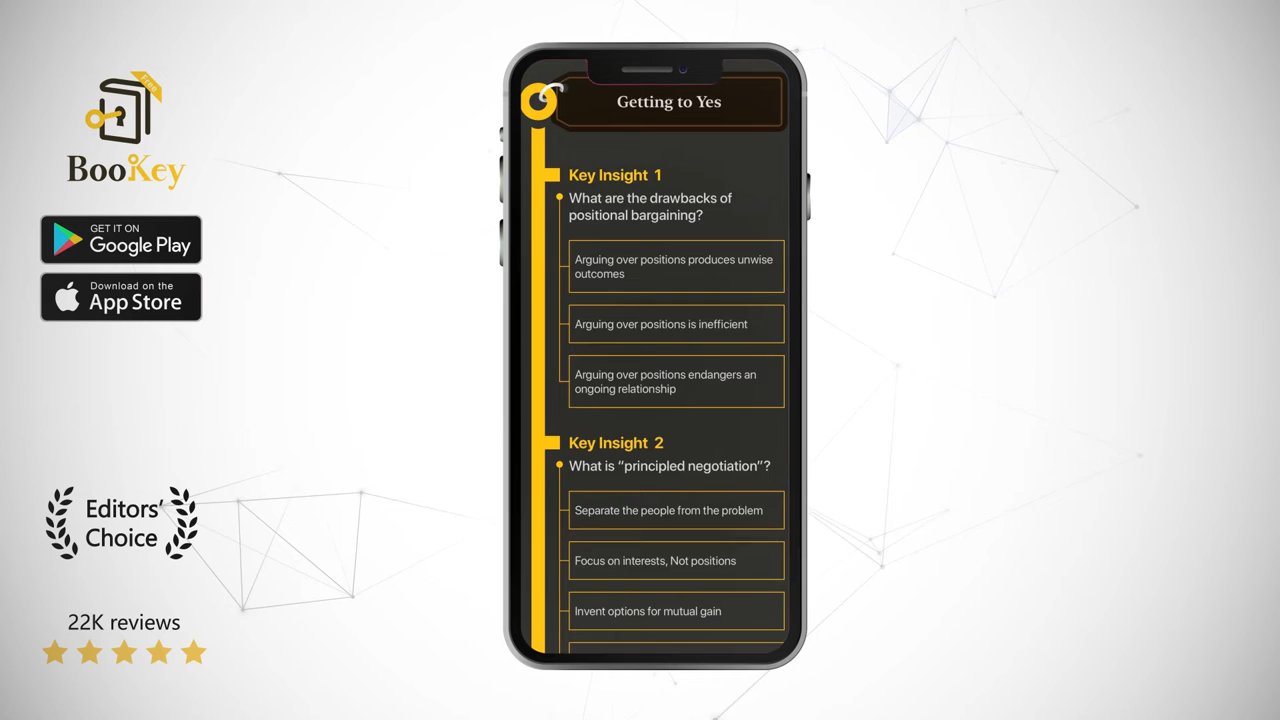 Free
BooKey
GET IT ON
Google Play
Download on the
App Store
Editors'
Choice
22K reviews
Getting to Yes
Key Insight 1
What are the drawbacks of
positional bargaining?
Arguing over positions produces unwise
outcomes
Arguing over positions is inefficient
Arguing over positions endangers an
ongoing relationship
Key Insight 2
What is “principled negotiation”?
Separate the people from the problem
Focus on interests, Not positions
Invent options for mutual gain